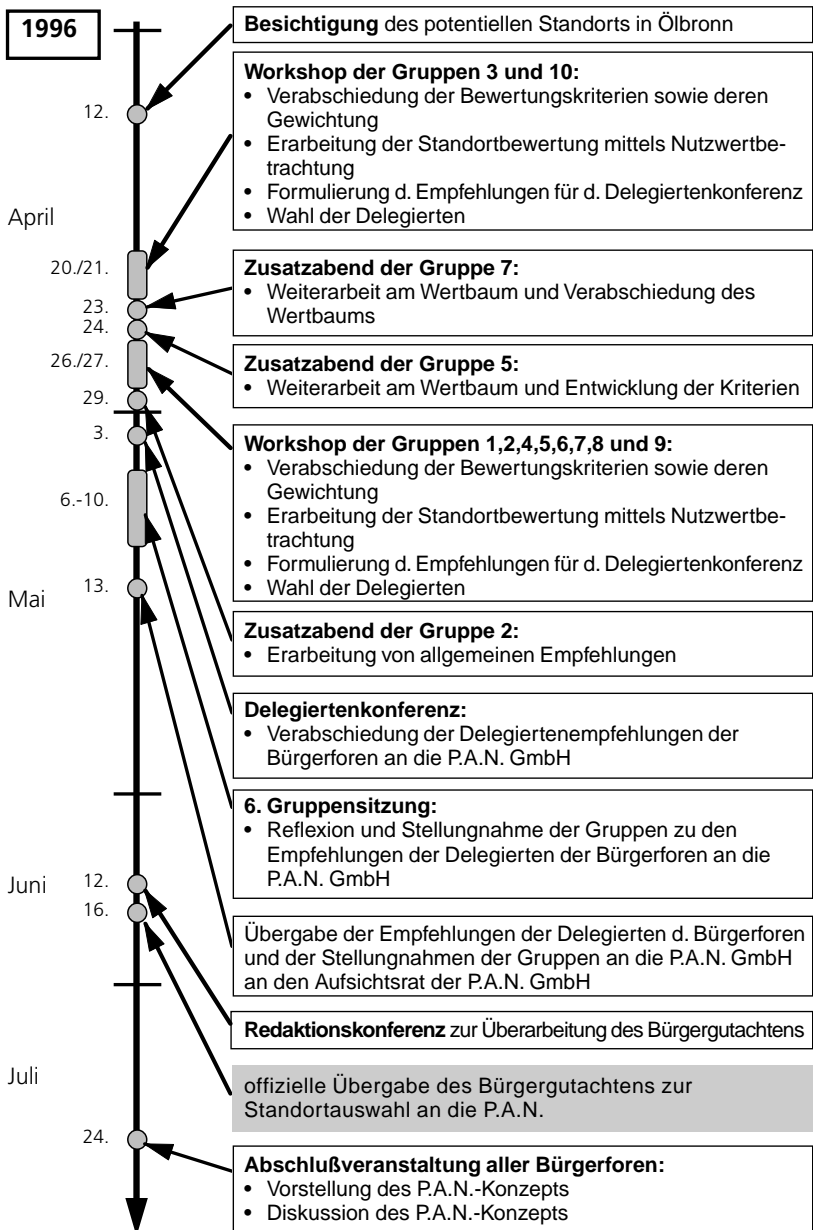 1996
Besichtigung des potentiellen Standorts in Ölbronn
Workshop der Gruppen 3 und 10:
• Verabschiedung der Bewertungskriterien sowie deren
Gewichtung
• Erarbeitung der Standortbewertung mittels Nutzwertbe-
trachtung
• Formulierung d. Empfehlungen für d. Delegiertenkonferenz
• Wahl der Delegierten
12.
April
20./21.
23.
24.
26./27.
29.
Zusatzabend der Gruppe 7:
• Weiterarbeit am Wertbaum und Verabschiedung des
Wertbaums
Zusatzabend der Gruppe 5:
• Weiterarbeit am Wertbaum und Entwicklung der Kriterien
3.
6.-10.
13.
Mai
Workshop der Gruppen 1,2,4,5,6,7,8 und 9:
• Verabschiedung der Bewertungskriterien sowie deren
Gewichtung
• Erarbeitung der Standortbewertung mittels Nutzwertbe-
trachtung
• Formulierung d. Empfehlungen für d. Delegiertenkonferenz
• Wahl der Delegierten
Zusatzabend der Gruppe 2:
• Erarbeitung von allgemeinen Empfehlungen
Delegiertenkonferenz:
• Verabschiedung der Delegiertenempfehlungen der
Bürgerforen an die P.A.N. GmbH
6. Gruppensitzung:
• Reflexion und Stellungnahme der Gruppen zu den
Empfehlungen der Delegierten der Bürgerforen an die
P.A.N. GmbH
Juni
12.
16.
Übergabe der Empfehlungen der Delegierten d. Bürgerforen
und der Stellungnahmen der Gruppen an die P.A.N. GmbH
an den Aufsichtsrat der P.A.N. GmbH
Redaktionskonferenz zur Überarbeitung des Bürgergutachtens
Juli
offizielle Übergabe des Bürgergutachtens zur
Standortauswahl an die P.A.N.
24.
Abschlußveranstaltung aller Bürgerforen:
• Vorstellung des P.A.N.-Konzepts
• Diskussion des P.A.N.-Konzepts